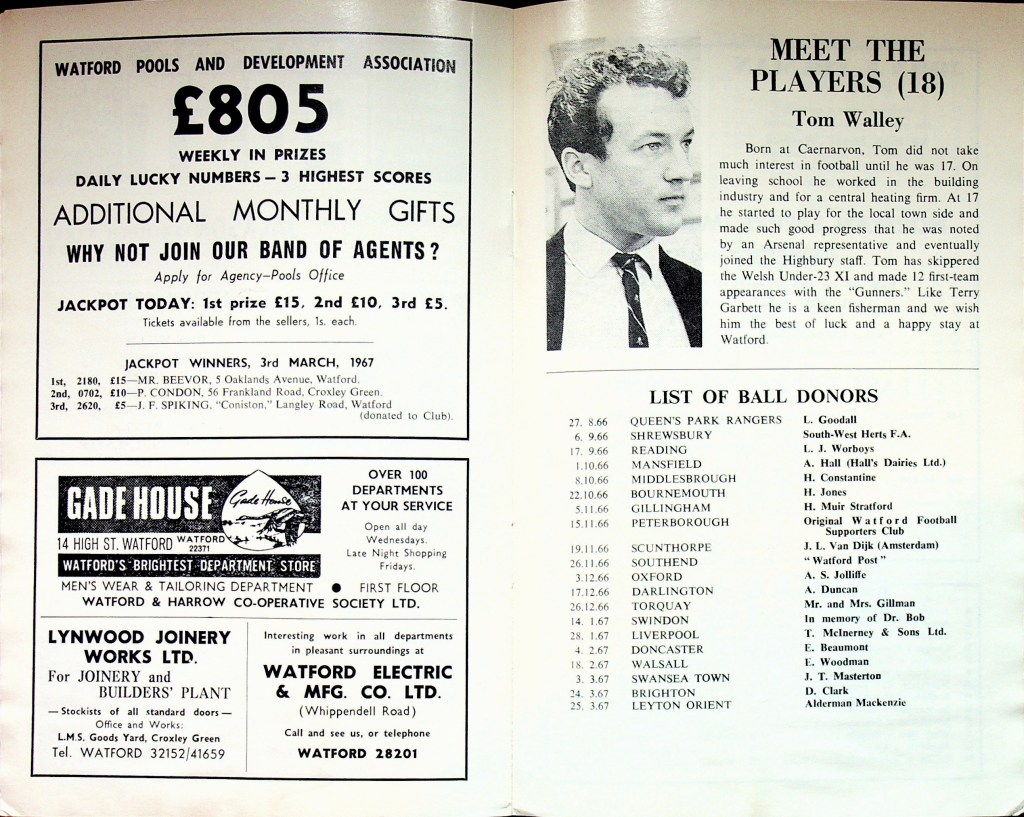 WATFORD POOLS AND DEVELOPMENT ASSOCIATION
£805
WEEKLY IN PRIZES
DAILY LUCKY NUMBERS – 3 HIGHEST SCORES
ADDITIONAL MONTHLY GIFTS
WHY NOT JOIN OUR BAND OF AGENTS?
Apply for Agency–Pools Office
JACKPOT TODAY: 1st prize £15, 2nd £10, 3rd £5.
Tickets available from the sellers, 1s. each.
JACKPOT WINNERS, 3rd MARCH, 1967
1st, 2180, £15—MR. BEEVOR, 5 Oaklands Avenue, Watford.
2nd, 0702, £10—P. CONDON, 56 Frankland Road, Croxley Green.
3rd, 2620, £5—J. F. SPIKING, "Coniston," Langley Road, Watford
(donated to Club).
GADE HOUSE
Gade House
14 HIGH ST. WATFORD WATFORD 22371
WATFORD'S BRIGHTEST DEPARTMENT STORE
OVER 100
DEPARTMENTS
AT YOUR SERVICE
Open all day
Wednesdays.
Late Night Shopping
Fridays.
MEN'S WEAR & TAILORING DEPARTMENT ● FIRST FLOOR
WATFORD & HARROW CO-OPERATIVE SOCIETY LTD.
LYNWOOD JOINERY
WORKS LTD.
For JOINERY and
BUILDERS' PLANT
— Stockists of all standard doors —
Office and Works:
L.M.S. Goods Yard, Croxley Green
Tel. WATFORD 32152/41659
Interesting work in all departments
in pleasant surroundings at
WATFORD ELECTRIC
& MFG. CO. LTD.
(Whippendell Road)
Call and see us, or telephone
WATFORD 28201
MEET THE
PLAYERS (18)
Tom Walley
Born at Caernarvon, Tom did not take
much interest in football until he was 17. On
leaving school he worked in the building
industry and for a central heating firm. At 17
he started to play for the local town side and
made such good progress that he was noted
by an Arsenal representative and eventually
joined the Highbury staff. Tom has skippered
the Welsh Under-23 XI and made 12 first-team
appearances with the "Gunners." Like Terry
Garbett he is a keen fisherman and we wish
him the best of luck and a happy stay at
Watford.
LIST OF BALL DONORS
27. 8.66 QUEEN'S PARK RANGERS L. Goodall
6. 9.66 SHREWSBURY South-West Herts F.A.
17. 9.66 READING L. J. Worboys
1.10.66 MANSFIELD A. Hall (Hall's Dairies Ltd.)
8.10.66 MIDDLESBROUGH H. Constantine
22.10.66 BOURNEMOUTH H. Jones
5.11.66 GILLINGHAM H. Muir Stratford
15.11.66 PETERBOROUGH Original Watford Football
Supporters Club
19.11.66 SCUNTHORPE J. L. Van Dijk (Amsterdam)
26.11.66 SOUTHEND "Watford Post"
3.12.66 OXFORD A. S. Jolliffe
17.12.66 DARLINGTON A. Duncan
26.12.66 TORQUAY Mr. and Mrs. Gillman
14. 1.67 SWINDON In memory of Dr. Bob
28. 1.67 LIVERPOOL T. McInerney & Sons Ltd.
4. 2.67 DONCASTER E. Beaumont
18. 2.67 WALSALL E. Woodman
3. 3.67 SWANSEA TOWN J. T. Masterton
24. 3.67 BRIGHTON D. Clark
25. 3.67 LEYTON ORIENT Alderman Mackenzie